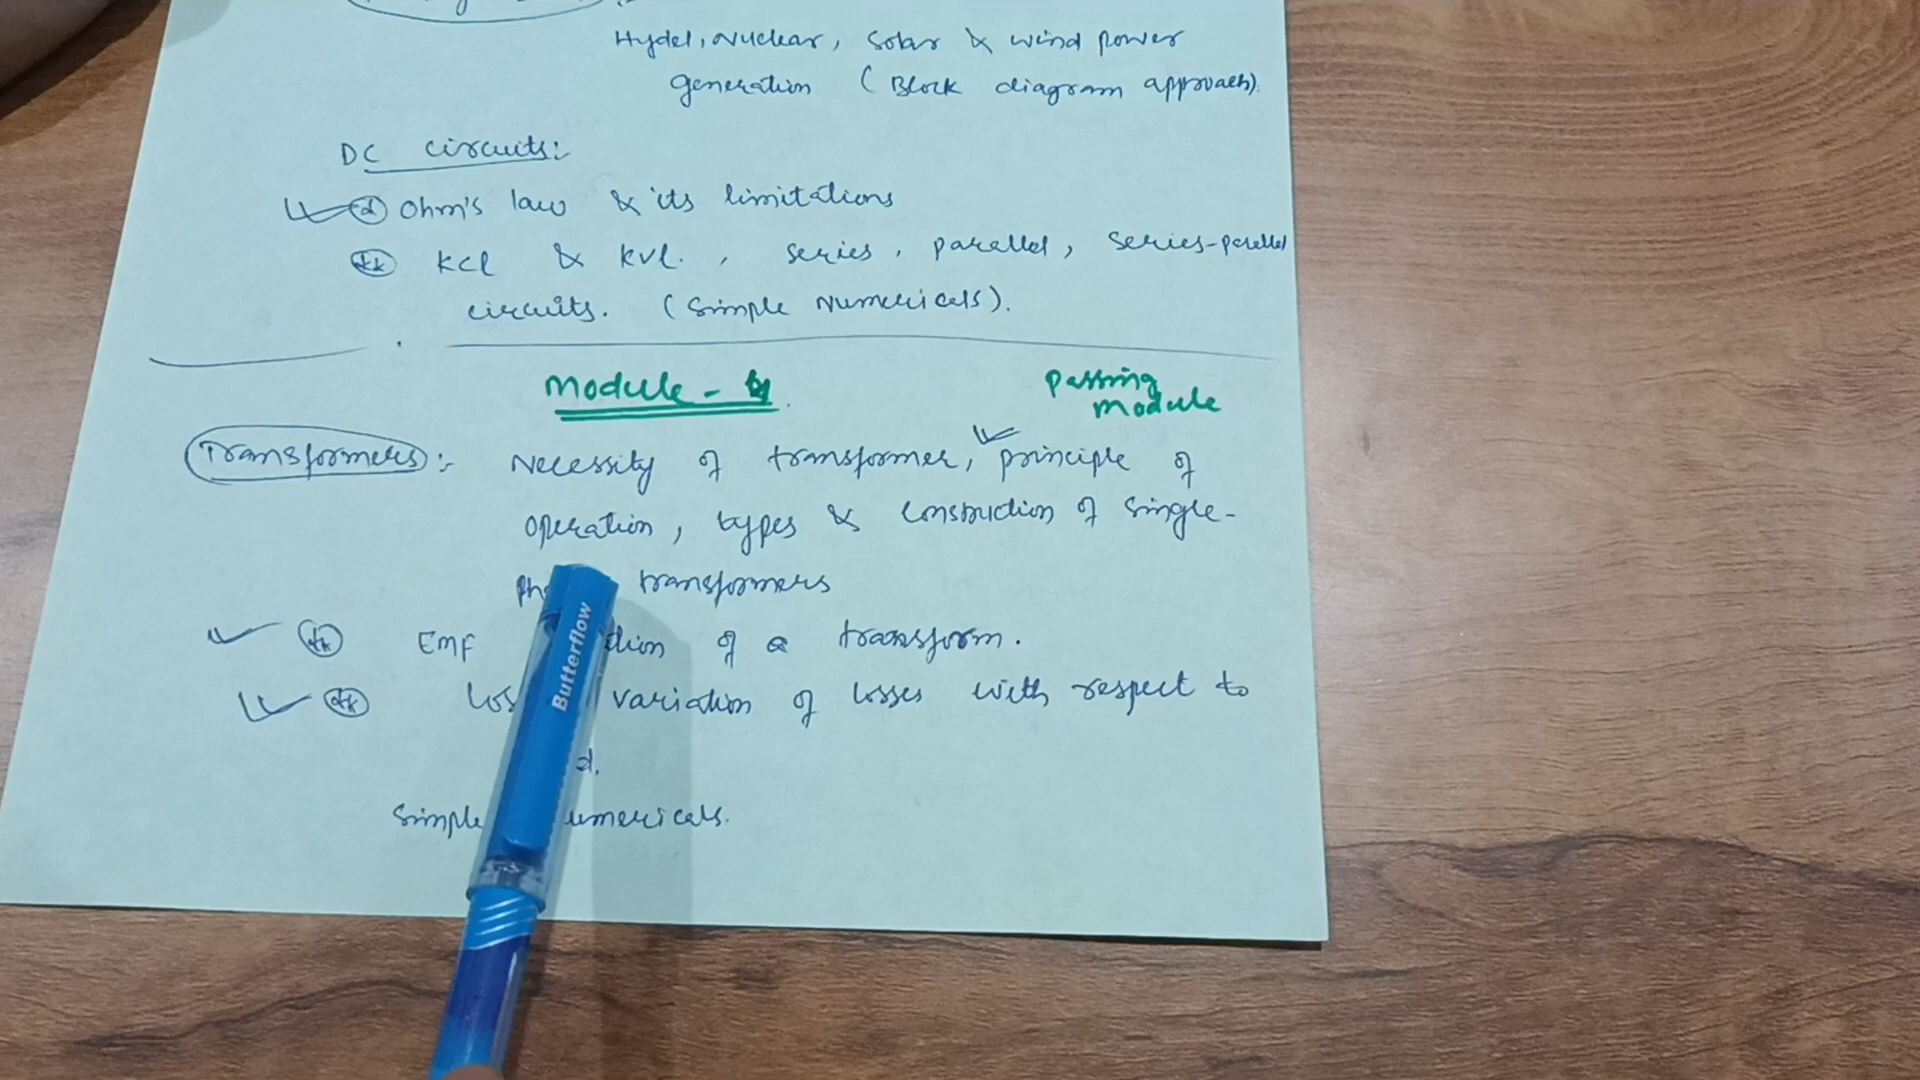 Hydel, Nuclear, Solar & wind power
generation (Block diagram approach).
DC circuits:
Ohm's law & its limitations
KCL & KVL. , series, parallel, series-parallel
circuits. (Simple Numericals).
Module -
Passing
Module
Transformers :- Necessity of transformer, principle of
operation, types & construction of single-
transformers
EMF of a transform.
variation of losses with respect to
Simple
Butterflow